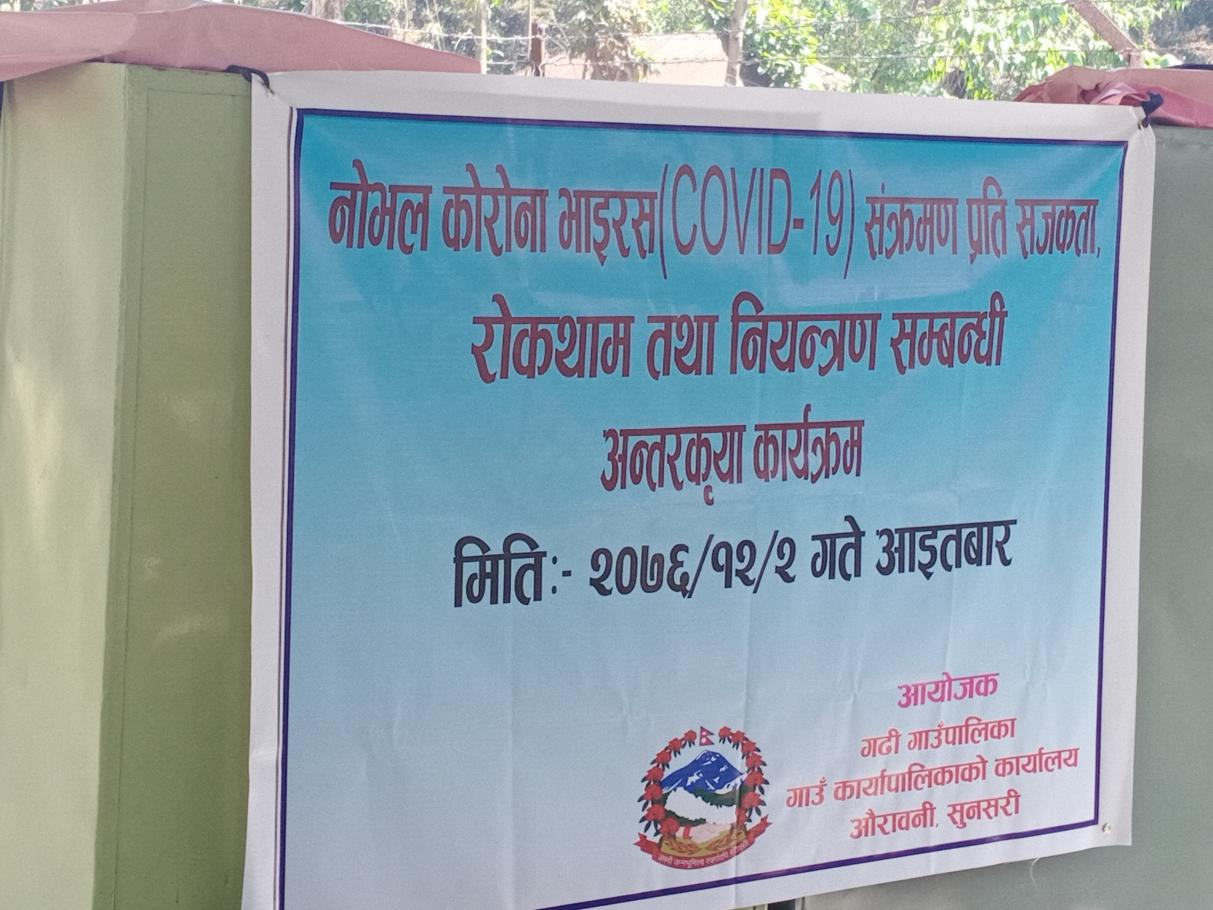 नोभल कोरोना भाइरस(COVID-19) संक्रमण प्रति सजकता,
रोकथाम तथा नियन्त्रण सम्बन्धी
अन्तरकृया कार्यक्रम
मितिः- २०७६/१२/२ गते आइतबार
आयोजक
गढी गाउँपालिका
गाउँ कार्यापालिकाको कार्यालय
औरावनी, सुनसरी